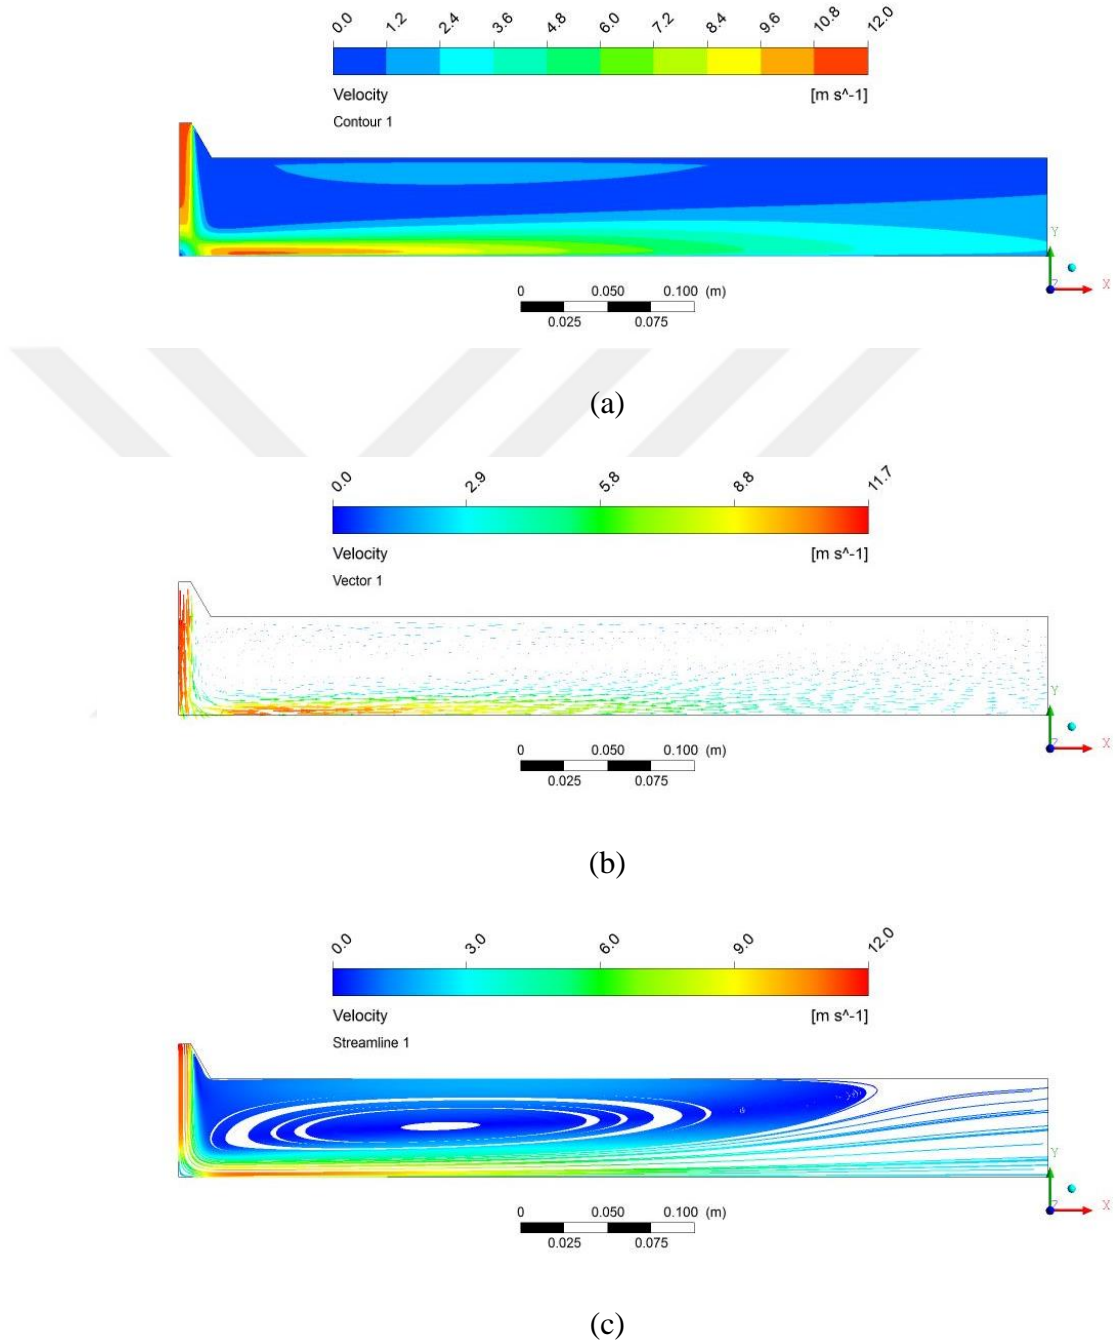 0.0 1.2 2.4 3.6 4.8 6.0 7.2 8.4 9.6 10.8 12.0
Velocity [m s^-1]
Contour 1
Y
Z X
0 0.050 0.100 (m)
0.025 0.075
(a)
0.0 2.9 5.8 8.8 11.7
Velocity [m s^-1]
Vector 1
Y
Z X
0 0.050 0.100 (m)
0.025 0.075
(b)
0.0 3.0 6.0 9.0 12.0
Velocity [m s^-1]
Streamline 1
Y
Z X
0 0.050 0.100 (m)
0.025 0.075
(c)